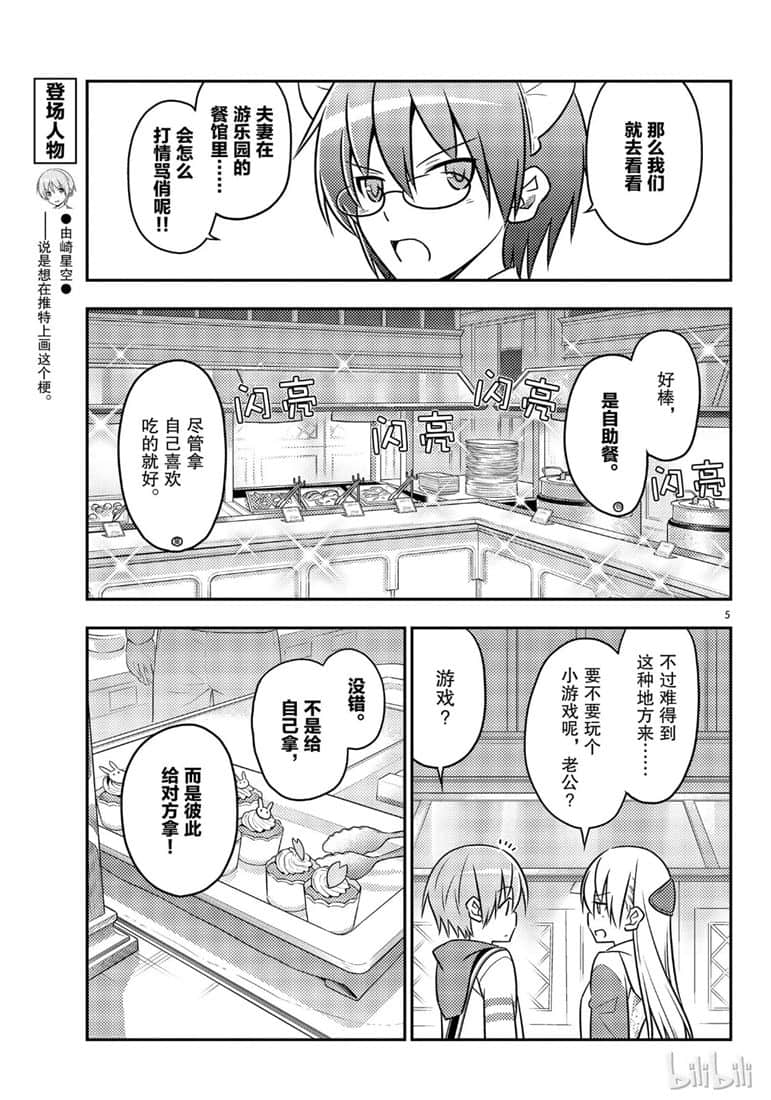 那么我们
就去看看
夫妻在
游乐园的
餐馆里……
会怎么
打情骂俏呢!!
登场人物
●由崎星空●
——说是想在推特上画这个梗。
好棒,
是自助餐。
闪亮
闪亮
闪亮
闪亮
尽管拿
自己喜欢
吃的就好。
5
不过难得到
这种地方来……
要不要玩个
小游戏呢,老公?
游戏?
没错。
不是给
自己拿,
而是彼此
给对方拿!
bilibili